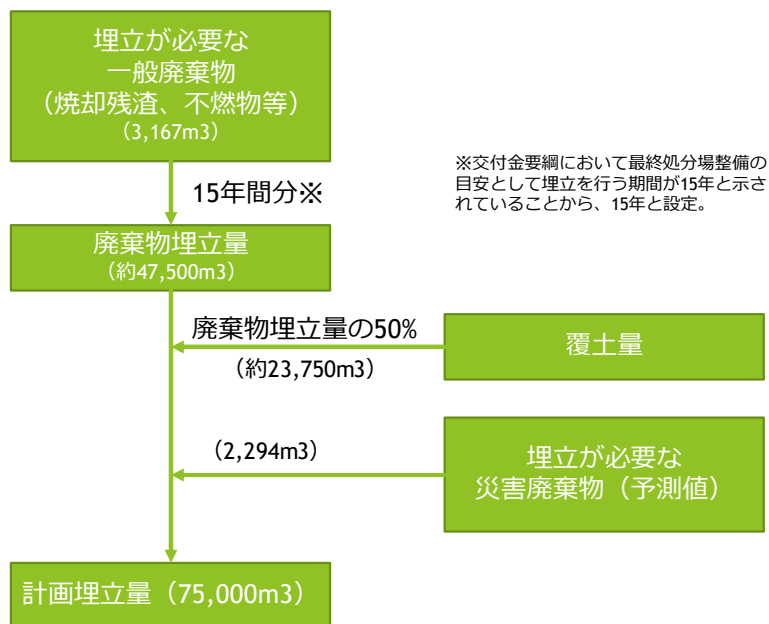 埋立が必要な
一般廃棄物
（焼却残渣、不燃物等）
（3,167m3）
15年間分※
※交付金要綱において最終処分場整備の
目安として埋立を行う期間が15年と示さ
れていることから、15年と設定。
廃棄物埋立量
（約47,500m3）
廃棄物埋立量の50%
（約23,750m3）
覆土量
（2,294m3）
埋立が必要な
災害廃棄物（予測値）
計画埋立量（75,000m3）